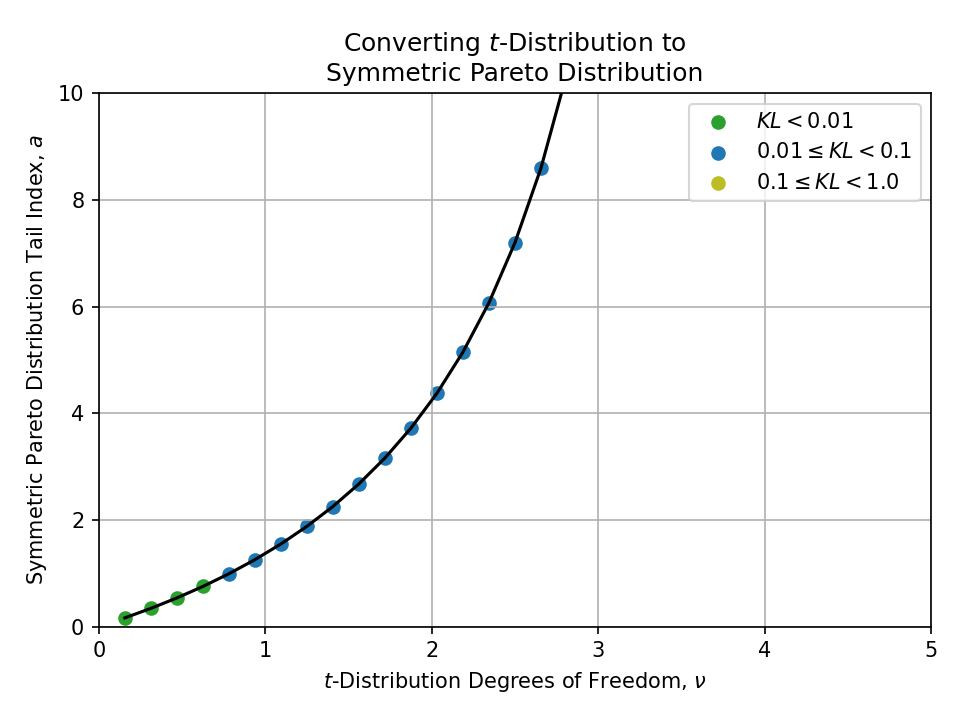 Converting t-Distribution to
Symmetric Pareto Distribution
Symmetric Pareto Distribution Tail Index, a
10
8
6
4
2
0
KL < 0.01
0.01 ≤ KL < 0.1
0.1 ≤ KL < 1.0
0 1 2 3 4 5
t-Distribution Degrees of Freedom, ν